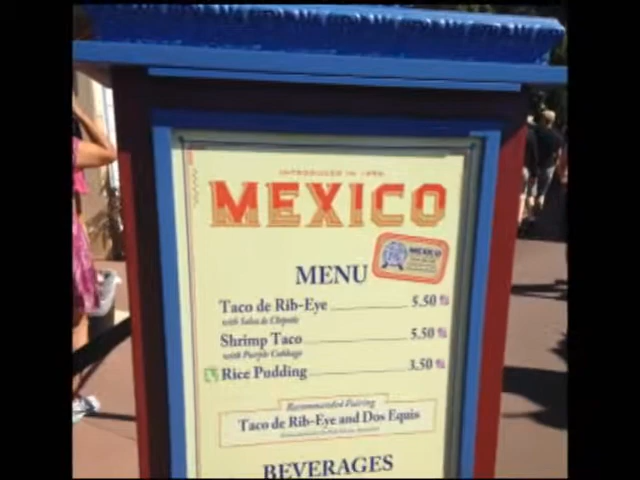 INTRODUCED IN
MEXICO
MEXICO
MENU
Taco de Rib-Eye 5.50
with Salsa de Chipotle
Shrimp Taco 5.50
with Purple Cabbage
Rice Pudding 3.50
Recommended Pairing
Taco de Rib-Eye and Dos Equis
BEVERAGES